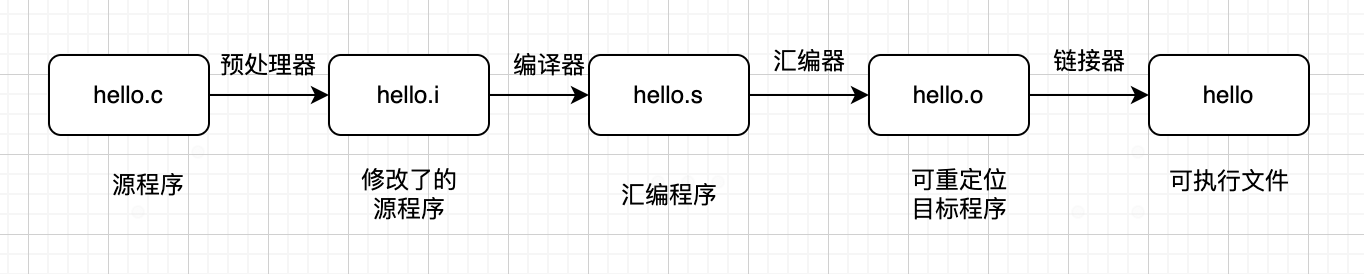 预处理器
编译器
汇编器
链接器
hello.c
hello.i
hello.s
hello.o
hello
源程序
修改了的
源程序
汇编程序
可重定位
目标程序
可执行文件